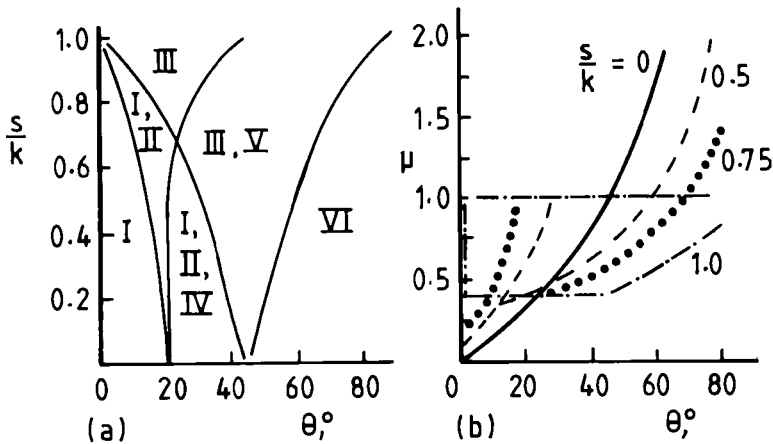 1.0
0.8
0.6
0.4
0.2
s/k
III
I,
II
III, V
I
I,
II,
IV
VI
0
20
40
60
80
(a)
θ,°
2.0
1.5
1.0
0.5
μ
s/k = 0
0.5
0.75
1.0
0
20
40
60
80
(b)
θ,°